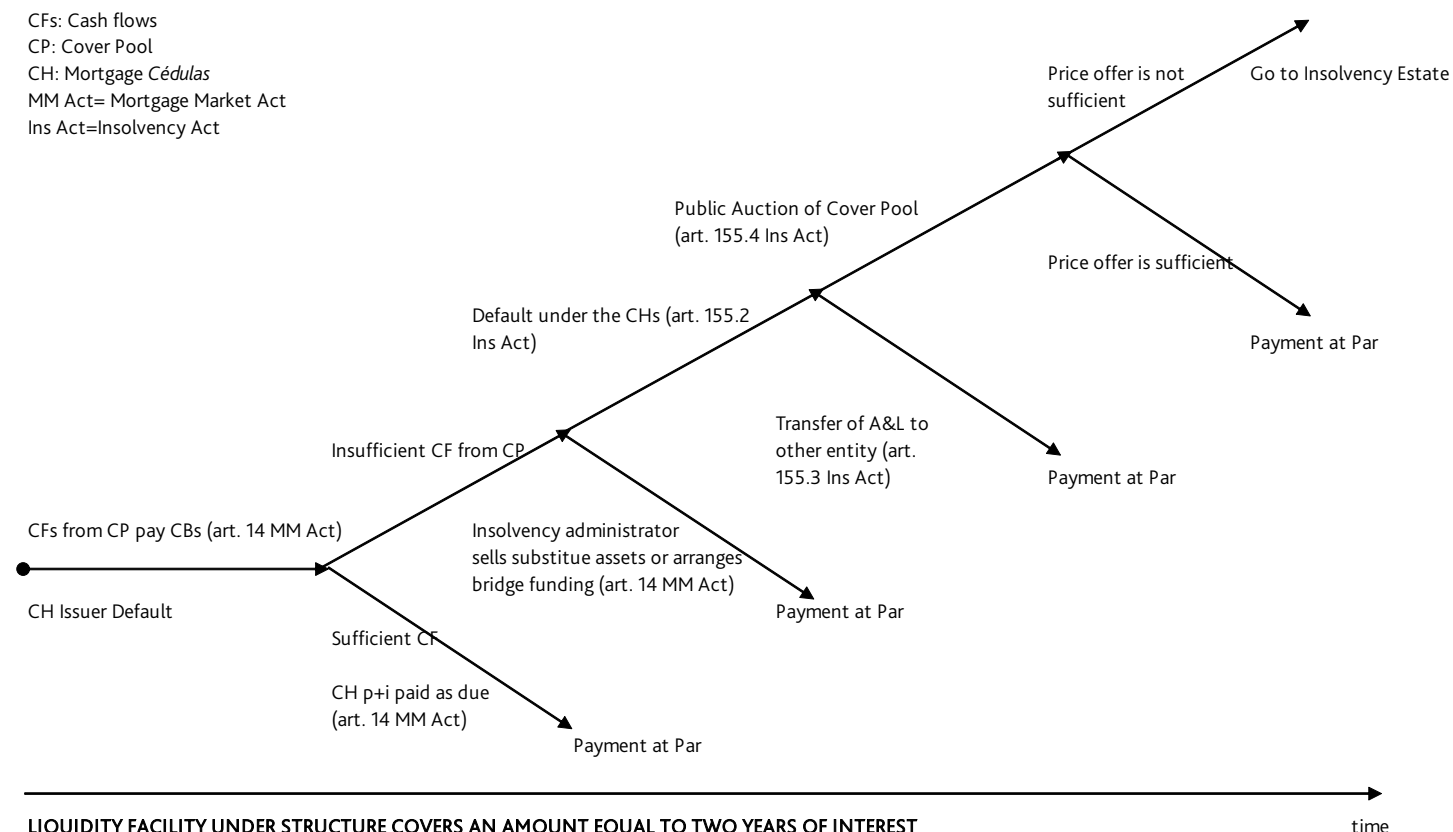 CFs: Cash flows
CP: Cover Pool
CH: Mortgage Cédulas
MM Act= Mortgage Market Act
Ins Act=Insolvency Act
Price offer is not
sufficient
Go to Insolvency Estate
Public Auction of Cover Pool
(art. 155.4 Ins Act)
Price offer is sufficient
Default under the CHs (art. 155.2
Ins Act)
Payment at Par
Transfer of A&L to
other entity (art.
155.3 Ins Act)
Insufficient CF from CP
Payment at Par
CFs from CP pay CBs (art. 14 MM Act)
Insolvency administrator
sells substitue assets or arranges
bridge funding (art. 14 MM Act)
CH Issuer Default
Payment at Par
Sufficient CF
CH p+i paid as due
(art. 14 MM Act)
Payment at Par
LIQUIDITY FACILITY UNDER STRUCTURE COVERS AN AMOUNT EQUAL TO TWO YEARS OF INTEREST
time